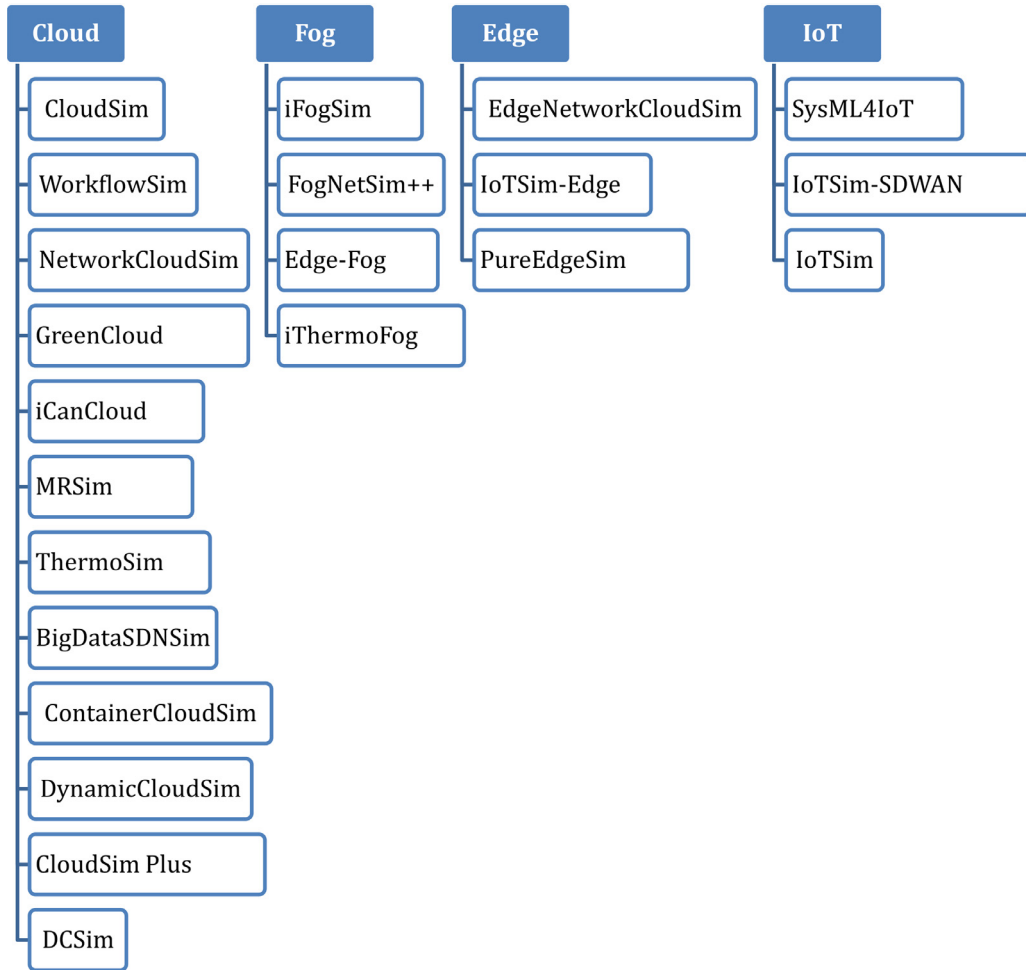 Cloud
CloudSim
WorkflowSim
NetworkCloudSim
GreenCloud
iCanCloud
MRSim
ThermoSim
BigDataSDNSim
ContainerCloudSim
DynamicCloudSim
CloudSim Plus
DCSim
Fog
iFogSim
FogNetSim++
Edge-Fog
iThermoFog
Edge
EdgeNetworkCloudSim
IoTSim-Edge
PureEdgeSim
IoT
SysML4IoT
IoTSim-SDWAN
IoTSim